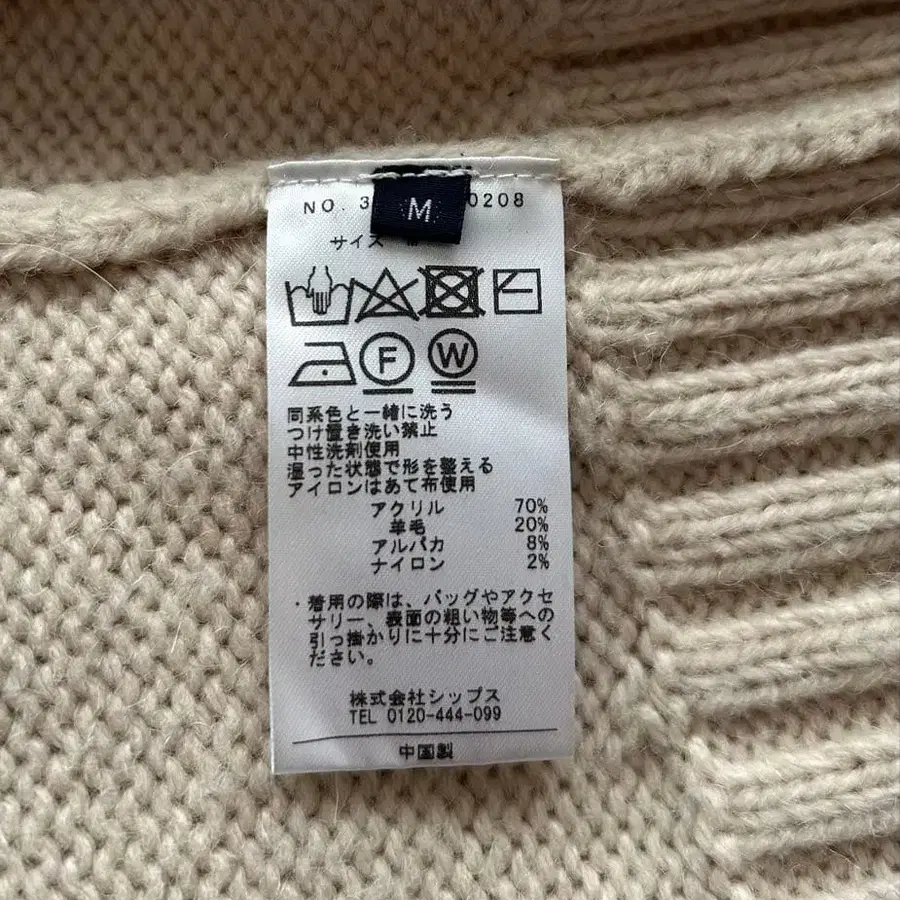 NO. 3 0208
M
サイズ
F
W
同系色と一緒に洗う
つけ置き洗い禁止
中性洗剤使用
湿った状態で形を整える
アイロンはあて布使用
アクリル 70%
羊毛 20%
アルパカ 8%
ナイロン 2%
・着用の際は、バッグやアクセ
サリー、表面の粗い物等への
引っ掛かりに十分にご注意く
ださい。
株式会社シップス
TEL 0120-444-099
中国製